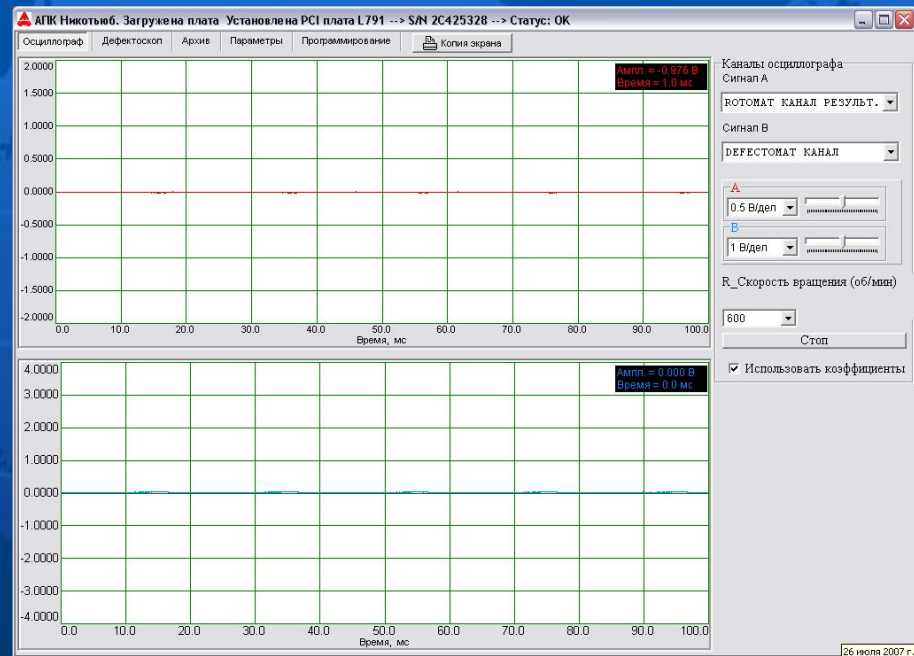 АПК Никотьюб. Загружена плата Установлена PCI плата L791 --> S/N 2C425328 --> Статус: OK
Осциллограф Дефектоскоп Архив Параметры Программирование Копия экрана
2.0000
1.5000
1.0000
0.5000
0.0000
-0.5000
-1.0000
-1.5000
-2.0000
Ампл. = -0.976 В
Время = 1.0 мс
0.0 10.0 20.0 30.0 40.0 50.0 60.0 70.0 80.0 90.0 100.0
Время, мс
4.0000
3.0000
2.0000
1.0000
0.0000
-1.0000
-2.0000
-3.0000
-4.0000
Ампл. = 0.000 В
Время = 0.0 мс
0.0 10.0 20.0 30.0 40.0 50.0 60.0 70.0 80.0 90.0 100.0
Время, мс
Каналы осциллографа
Сигнал А
ROTOMAT КАНАЛ РЕЗУЛЬТ.
Сигнал В
DEFECTOMAT КАНАЛ
А
0.5 В/дел
В
1 В/дел
R_Скорость вращения (об/мин)
600
Стоп
Использовать коэффициенты
26 июля 2007 г.